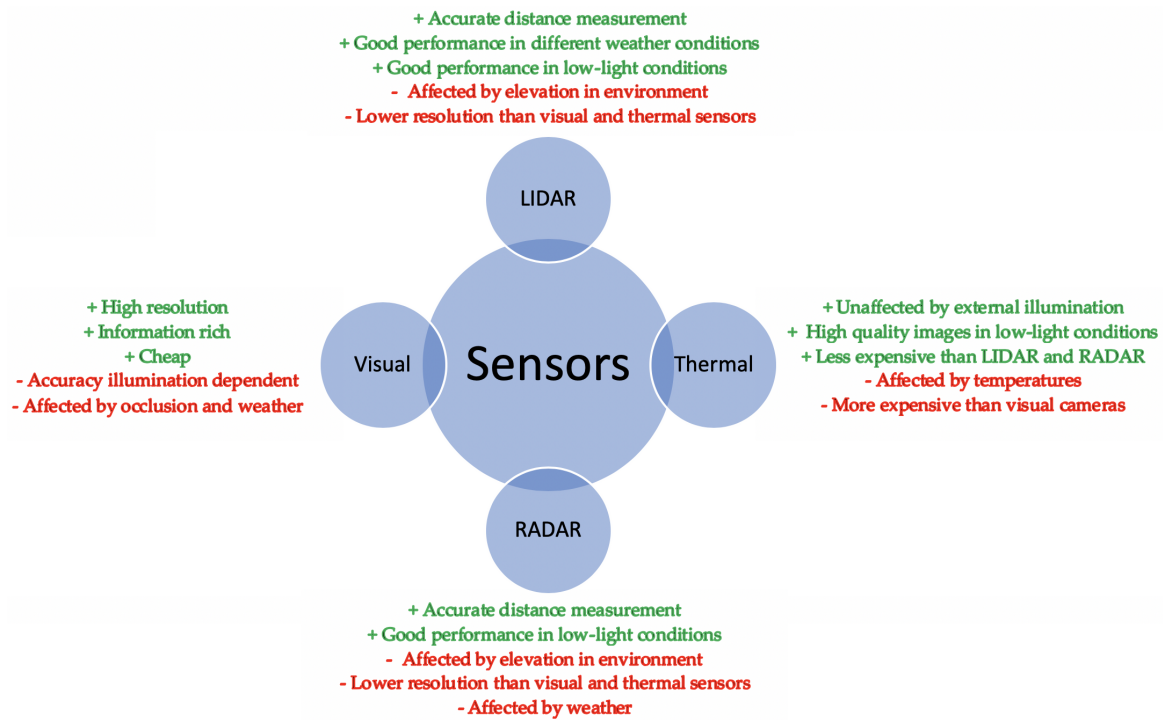 + Accurate distance measurement
+ Good performance in different weather conditions
+ Good performance in low-light conditions
- Affected by elevation in environment
- Lower resolution than visual and thermal sensors
LIDAR
+ High resolution
+ Information rich
+ Cheap
- Accuracy illumination dependent
- Affected by occlusion and weather
Visual
Sensors
Thermal
+ Unaffected by external illumination
+ High quality images in low-light conditions
+ Less expensive than LIDAR and RADAR
- Affected by temperatures
- More expensive than visual cameras
RADAR
+ Accurate distance measurement
+ Good performance in low-light conditions
- Affected by elevation in environment
- Lower resolution than visual and thermal sensors
- Affected by weather